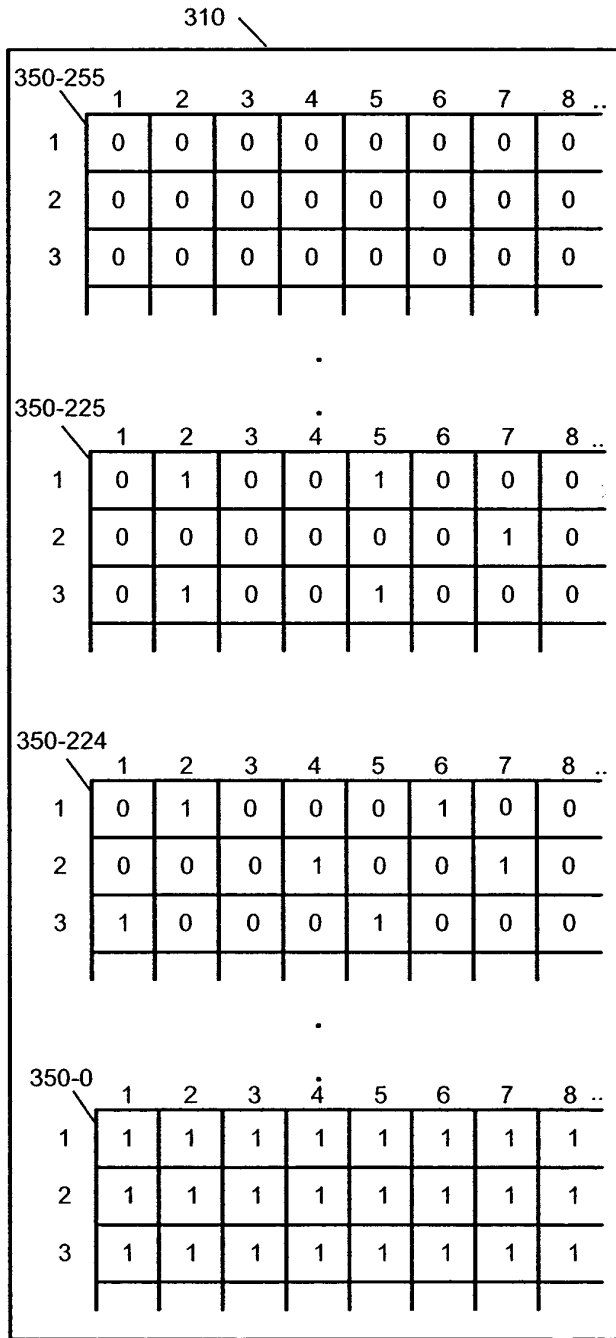 310
350-255
1 2 3 4 5 6 7 8 ..
1 0 0 0 0 0 0 0 0
2 0 0 0 0 0 0 0 0
3 0 0 0 0 0 0 0 0
350-225
1 2 3 4 5 6 7 8 ..
1 0 1 0 0 1 0 0 0
2 0 0 0 0 0 0 1 0
3 0 1 0 0 1 0 0 0
350-224
1 2 3 4 5 6 7 8 ..
1 0 1 0 0 0 1 0 0
2 0 0 0 1 0 0 1 0
3 1 0 0 0 1 0 0 0
350-0
1 2 3 4 5 6 7 8 ..
1 1 1 1 1 1 1 1 1
2 1 1 1 1 1 1 1 1
3 1 1 1 1 1 1 1 1